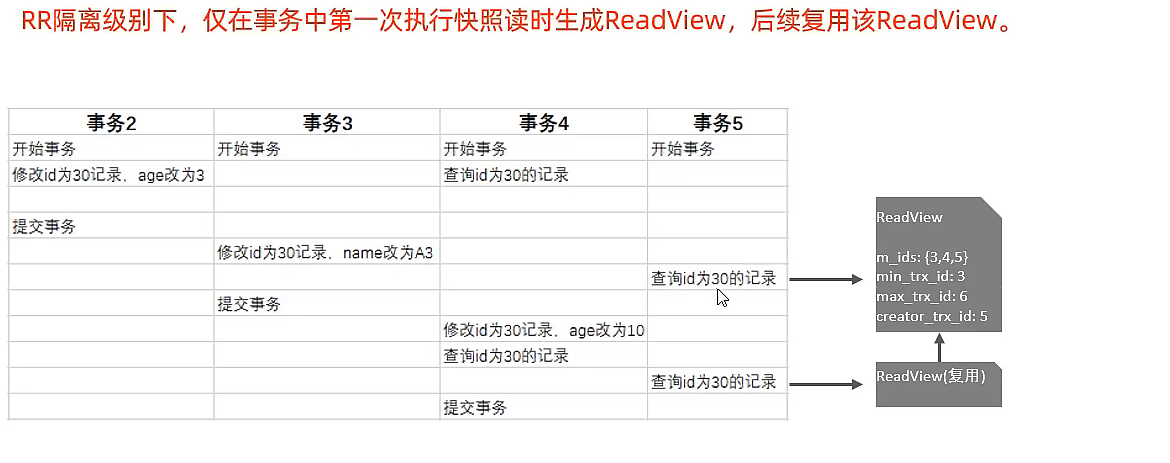 RR隔离级别下，仅在事务中第一次执行快照读时生成ReadView，后续复用该ReadView。
事务2 事务3 事务4 事务5
开始事务 开始事务 开始事务 开始事务
修改id为30记录，age改为3 查询id为30的记录
提交事务
修改id为30记录，name改为A3
查询id为30的记录
提交事务
修改id为30记录，age改为10
查询id为30的记录
查询id为30的记录
提交事务
ReadView
m_ids: {3,4,5}
min_trx_id: 3
max_trx_id: 6
creator_trx_id: 5
ReadView(复用)